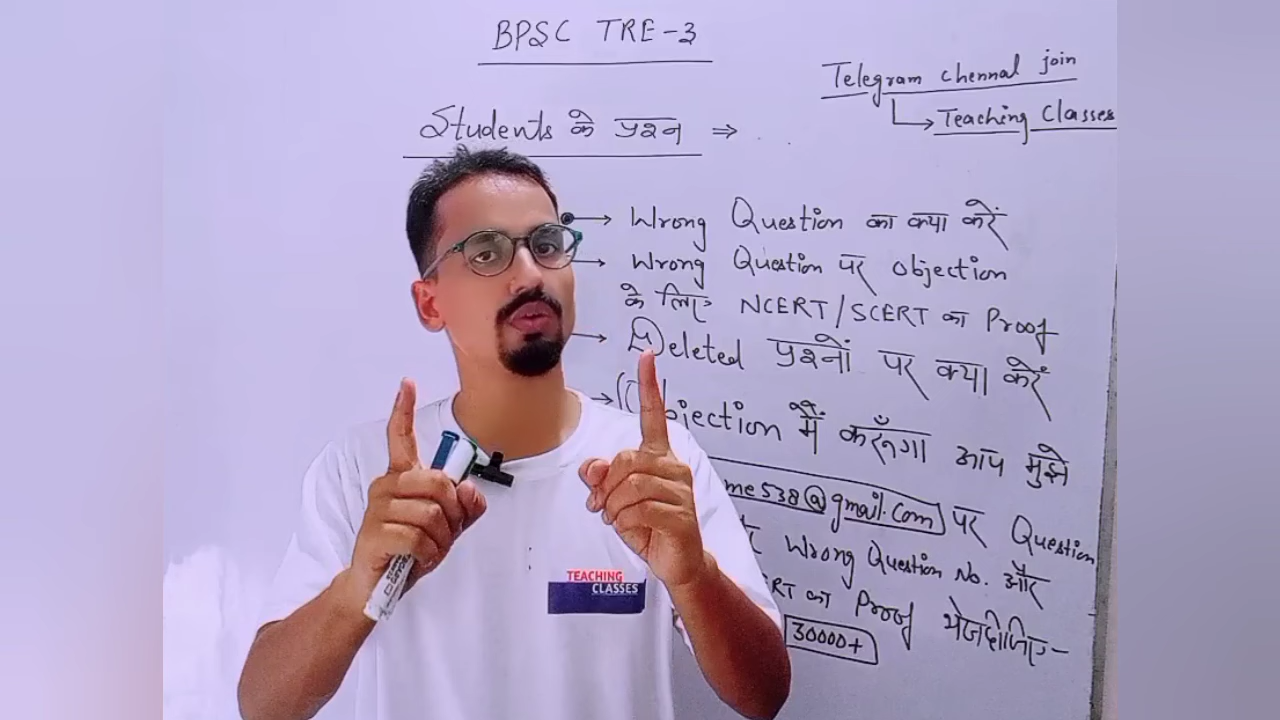 BPSC TRE-3
Telegram chennal join
Teaching Classes
Students के प्रश्न ⇒
Wrong Question का क्या करें
Wrong Question पर objection
के लिए NCERT/SCERT का Proof
Deleted प्रश्नों पर क्या करें
Objection मैं करूँगा आप मुझे
me538@gmail.com पर Question
Wrong Question No. और
का Proof भेजदीजिए-
30000+
TEACHING
CLASSES